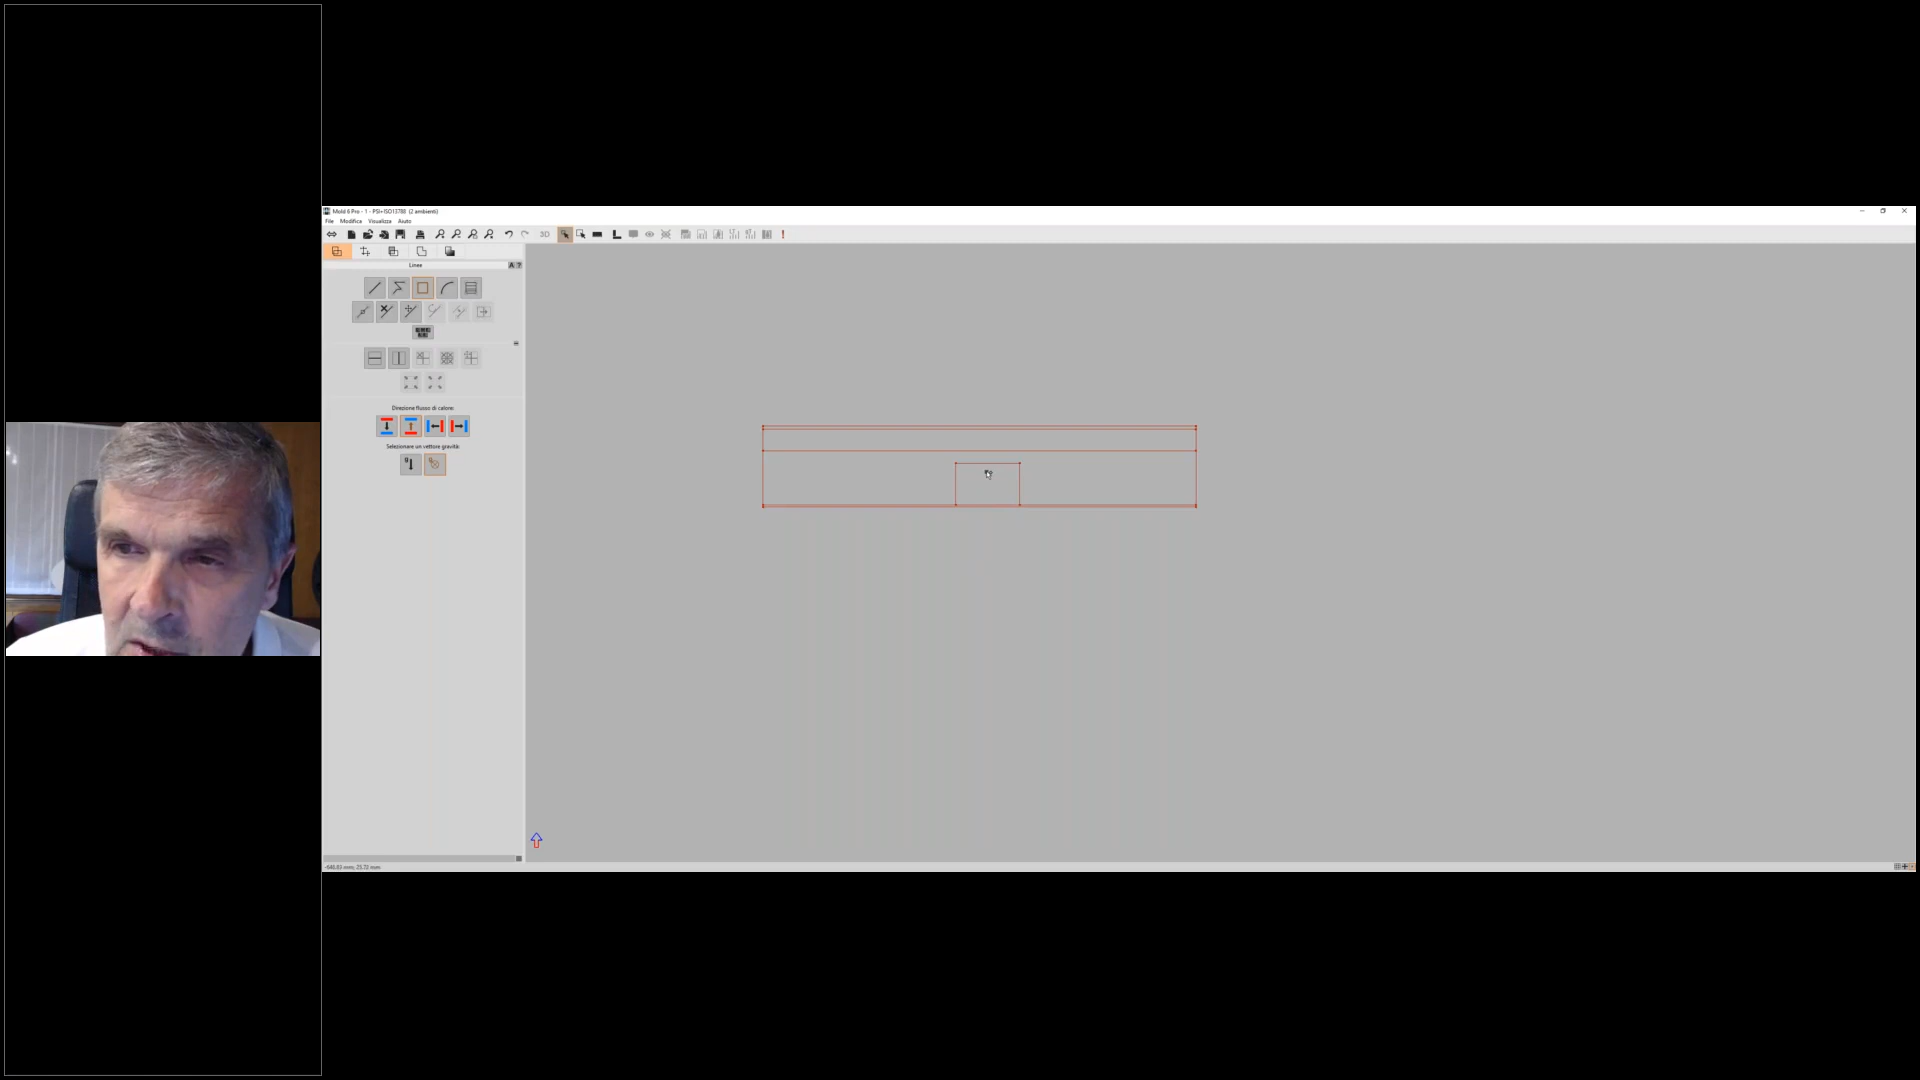 Mold 6 Pro - 1 - PSI+ISO13788 (2 ambienti)
File Modifica Visualizza Aiuto
3D
Linee
A ?
Direzione flusso di calore:
Selezionare un vettore gravità: